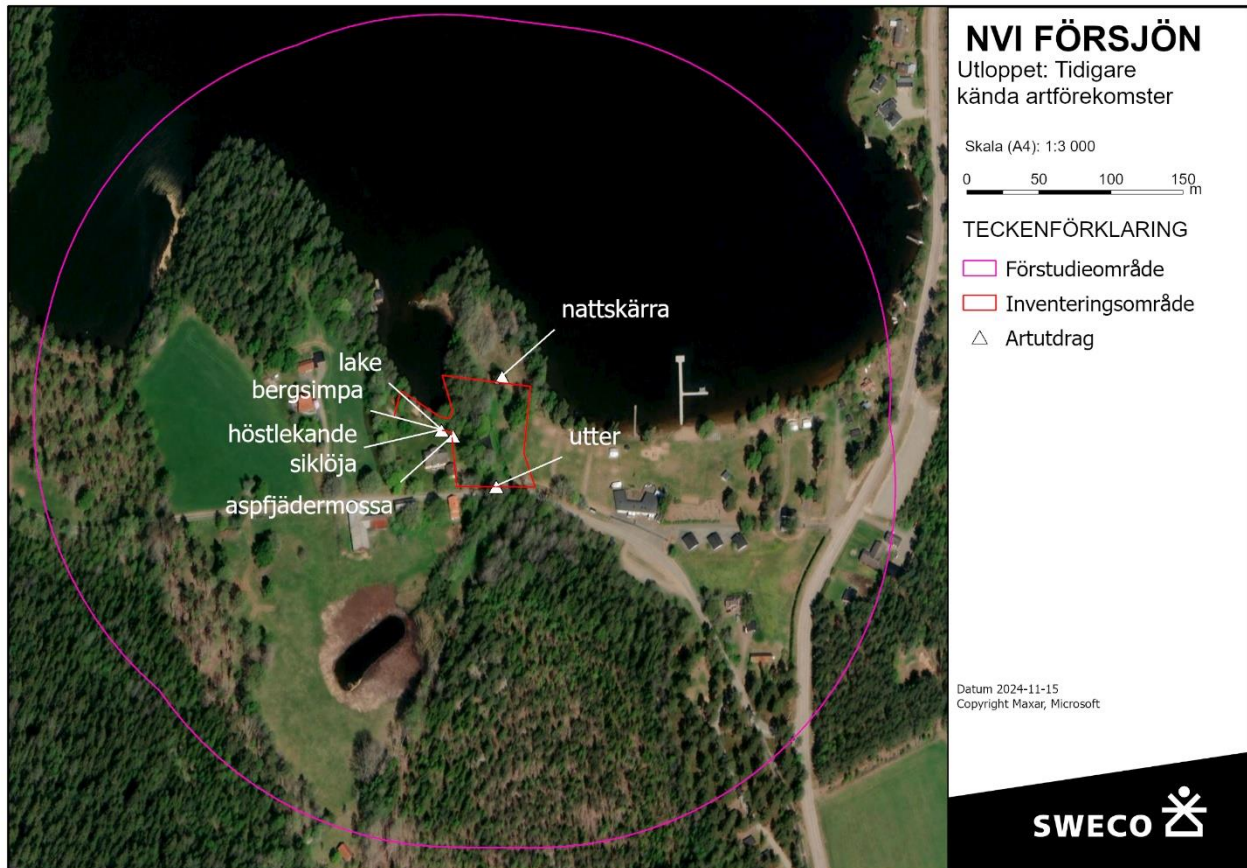 NVI FÖRSJÖN
Utloppet: Tidigare
kända artförekomster
Skala (A4): 1:3 000
0 50 100 150
m
TECKENFÖRKLARING
Förstudieområde
Inventeringsområde
Artutdrag
nattskärra
lake
bergsimpa
höstlekande
siklöja
utter
aspfjädermossa
Datum 2024-11-15
Copyright Maxar, Microsoft
SWECO